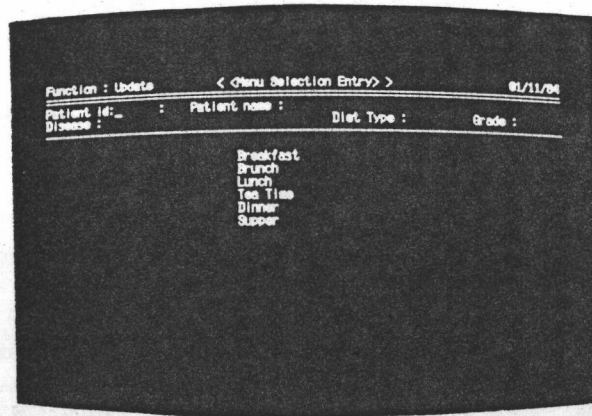 Function : Update < <Menu Selection Entry> > 01/11/84
Patient id:_ : Patient name :
Disease : Diet Type : Grade :
Breakfast
Brunch
Lunch
Tea Time
Dinner
Supper